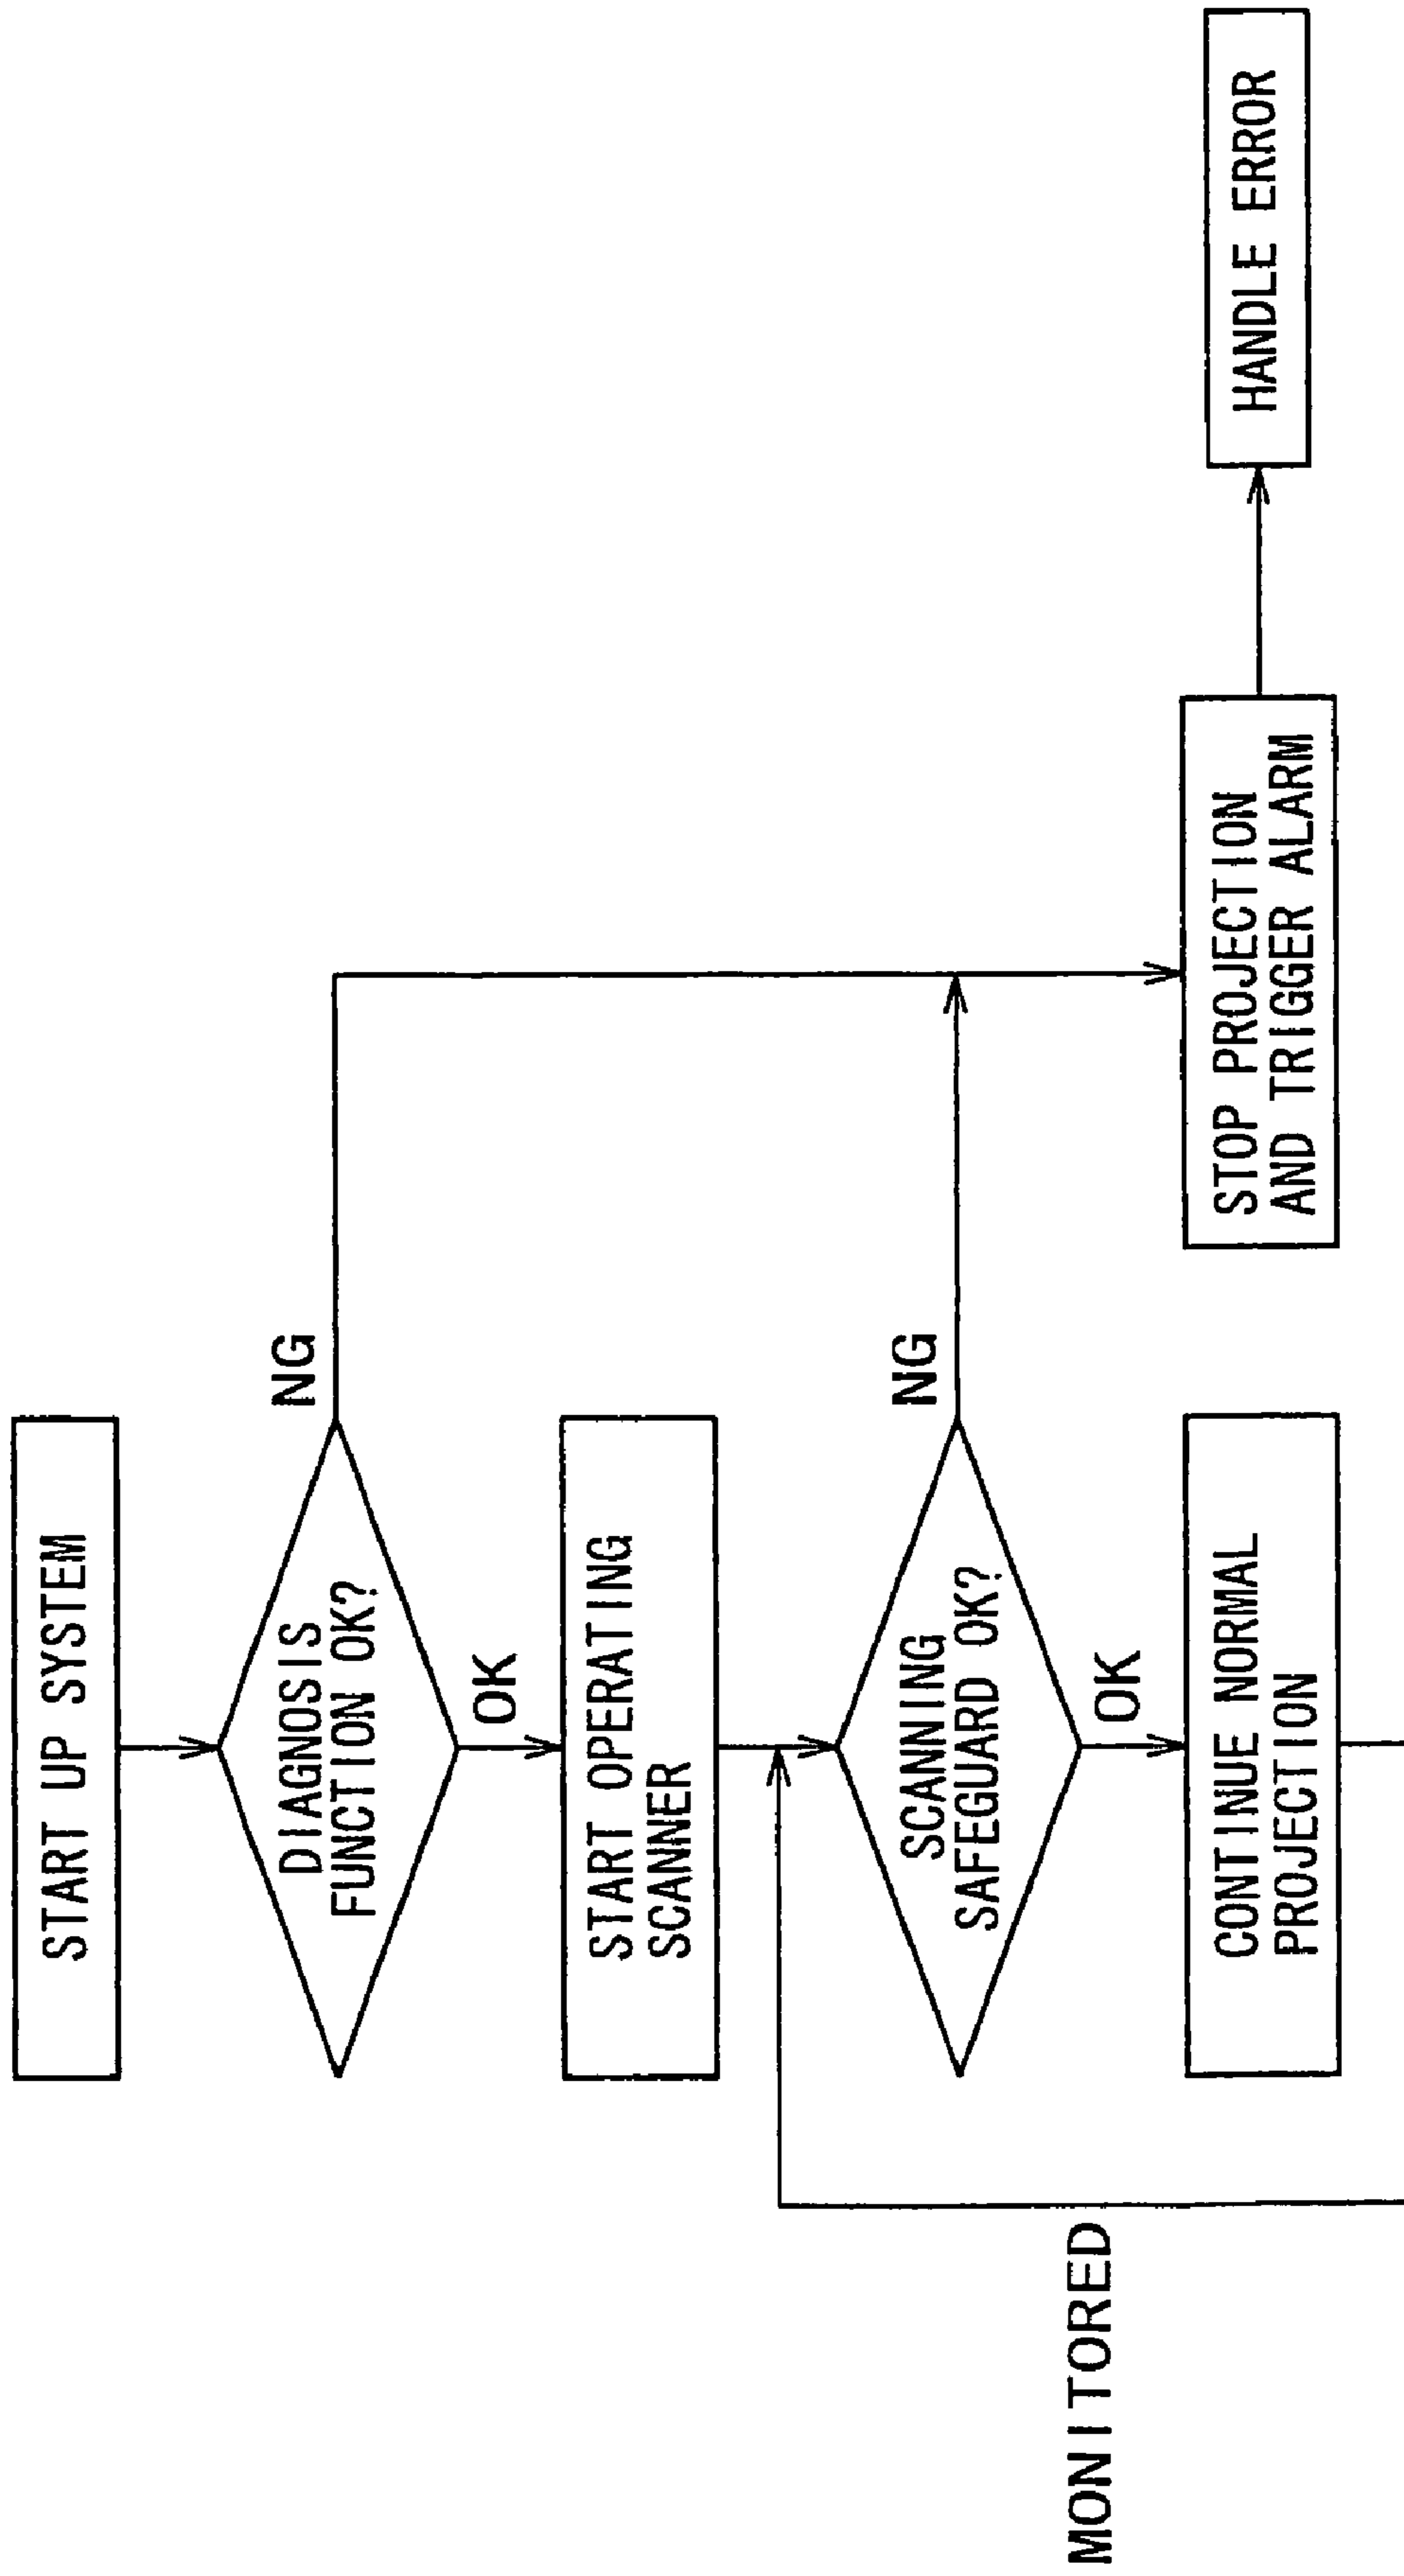 START UP SYSTEM
DIAGNOSIS
FUNCTION OK?
NG
OK
START OPERATING
SCANNER
SCANNING
SAFEGUARD OK?
NG
OK
MONITORED
CONTINUE NORMAL
PROJECTION
STOP PROJECTION
AND TRIGGER ALARM
HANDLE ERROR